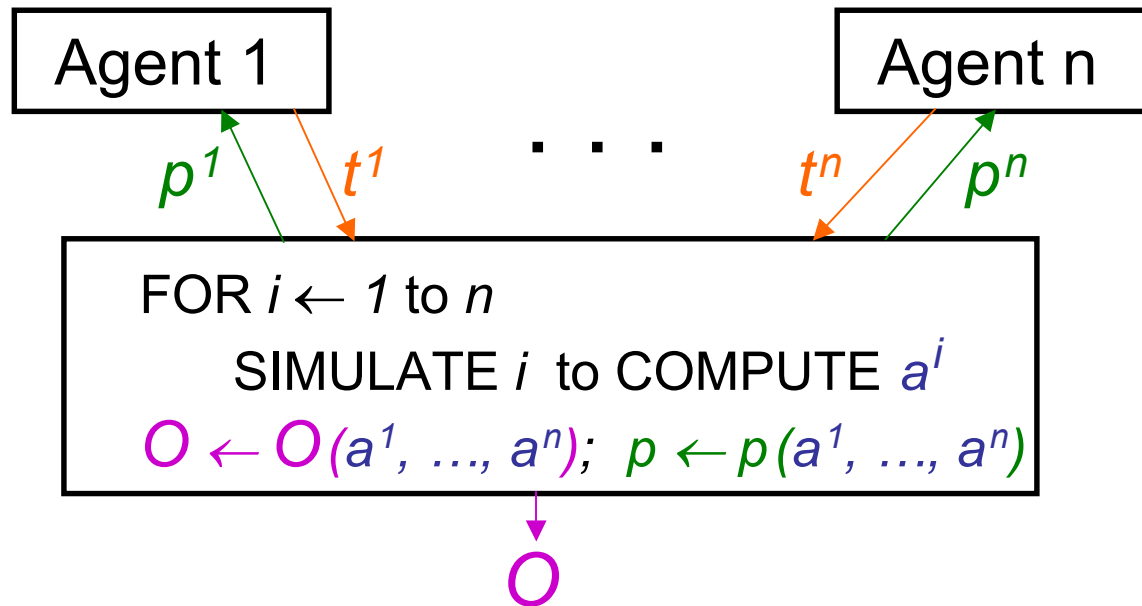 Agent 1 Agent n
. . .
p¹ t¹ tⁿ pⁿ
FOR i ← 1 to n
SIMULATE i to COMPUTE aⁱ
O ← O(a¹, …, aⁿ); p ← p(a¹, …, aⁿ)
O